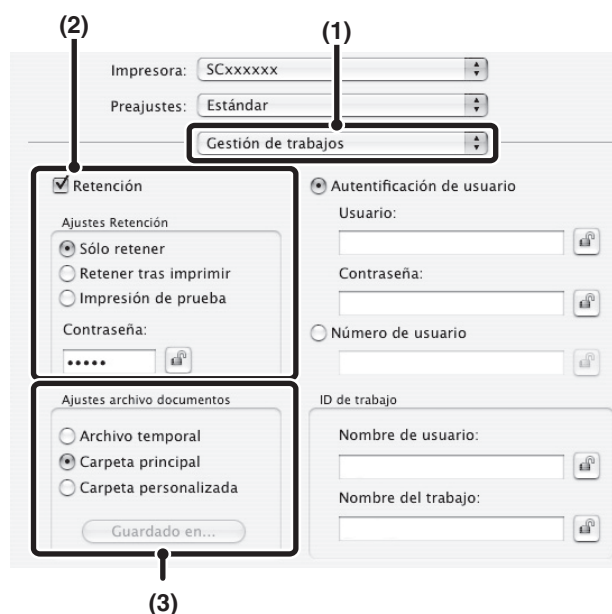 (2)
(1)
Impresora: SCxxxxxx
Preajustes: Estándar
Gestión de trabajos
Retención
Ajustes Retención
Sólo retener
Retener tras imprimir
Impresión de prueba
Contraseña:
•••••
Autentificación de usuario
Usuario:
Contraseña:
Número de usuario
Ajustes archivo documentos
Archivo temporal
Carpeta principal
Carpeta personalizada
Guardado en...
ID de trabajo
Nombre de usuario:
Nombre del trabajo:
(3)